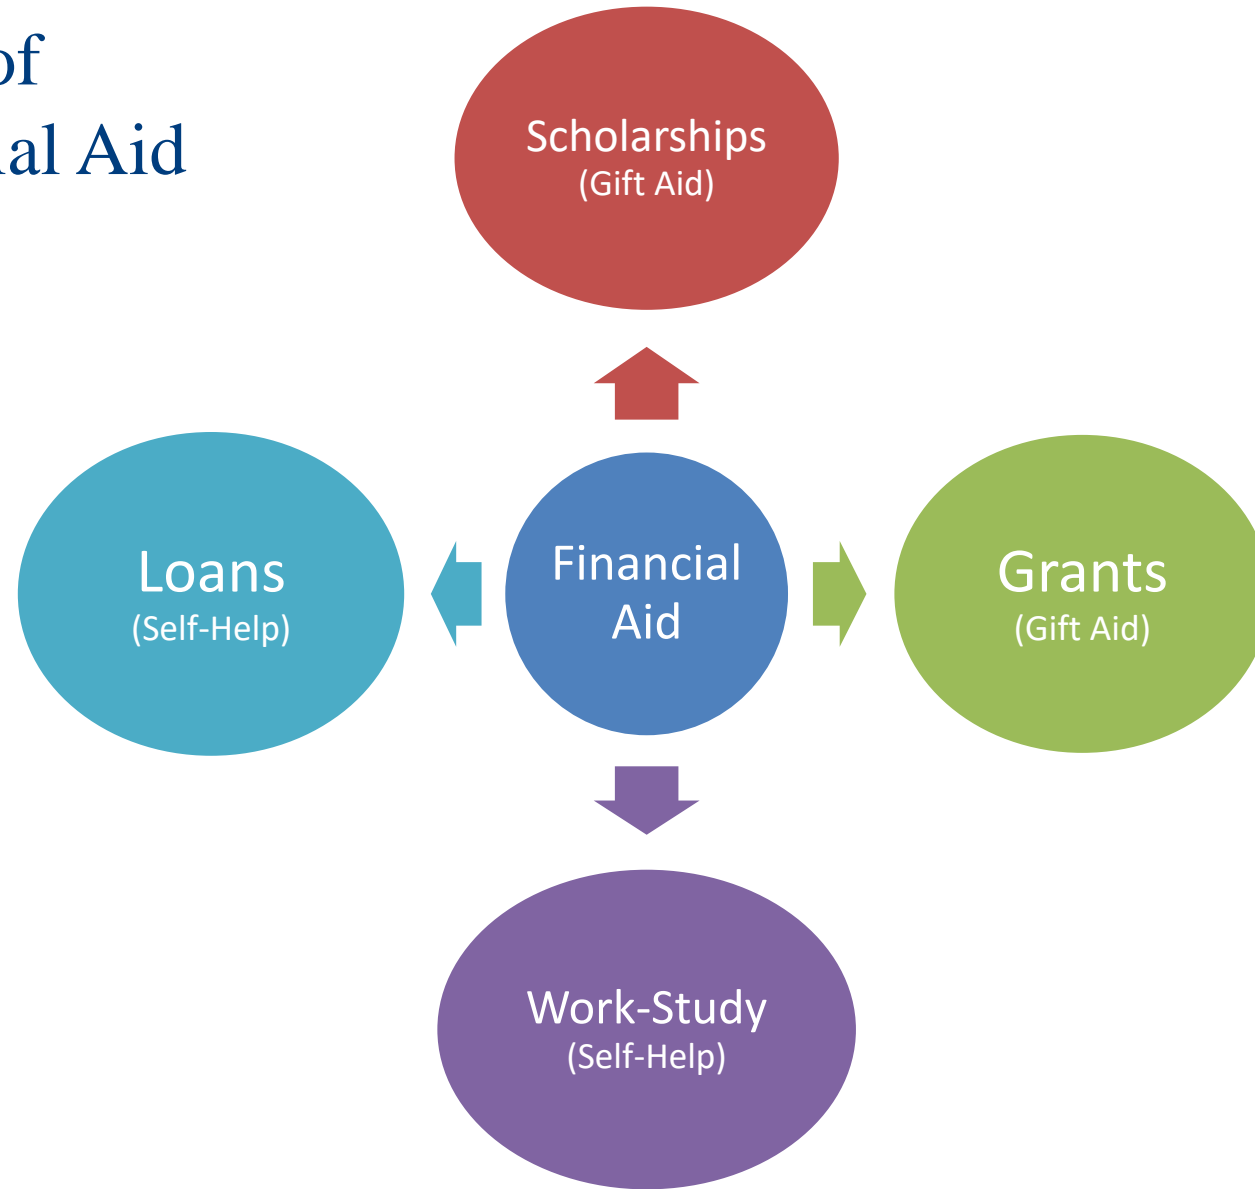 of
al Aid
Scholarships
(Gift Aid)
Loans
(Self-Help)
Financial
Aid
Grants
(Gift Aid)
Work-Study
(Self-Help)